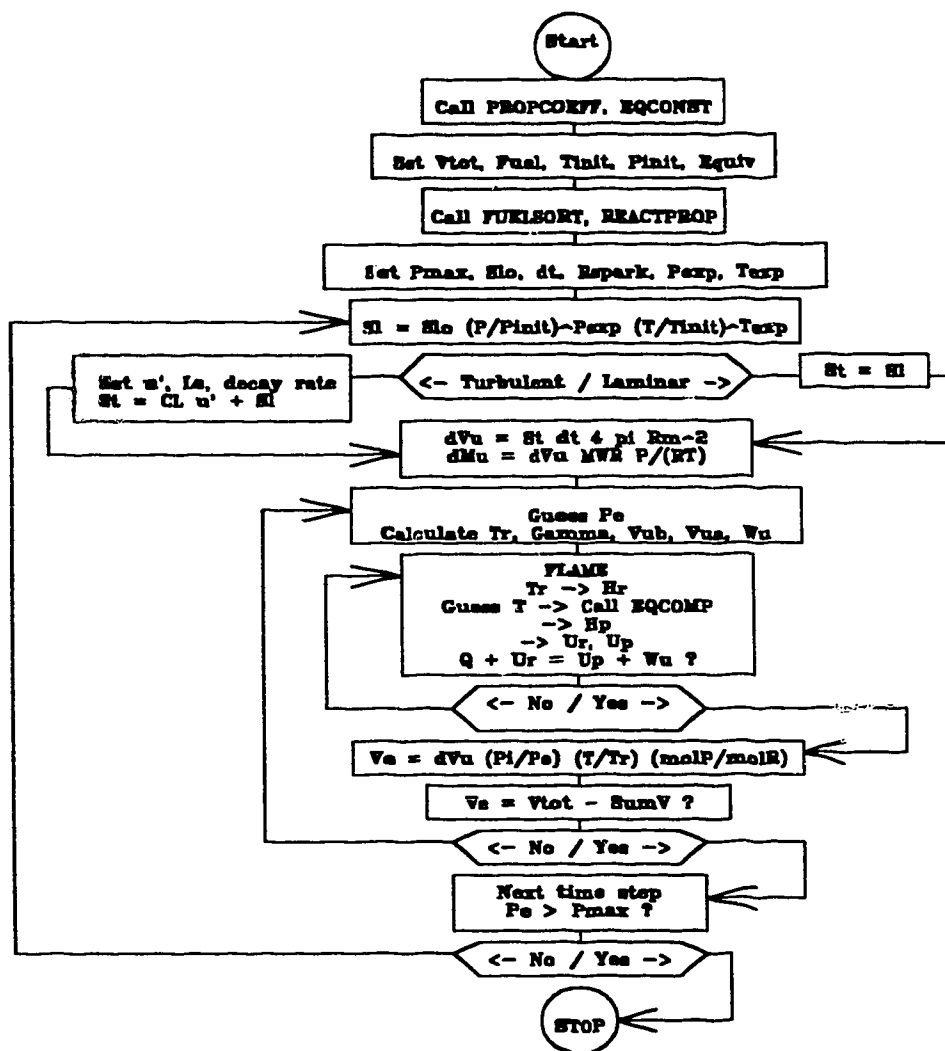 Start
Call PROPCOEFF, EQCONST
Set Vtot, Fuel, Tinit, Pinit, Equiv
Call FUELSORT, REACTPROP
Set Pmax, Slo, dt, Rspark, Pexp, Texp
Sl = Slo (P/Pinit)~Pexp (T/Tinit)~Texp
Set u', Ls, decay rate
St = CL u' + Sl
<- Turbulent / Laminar ->
St = Sl
dVu = St dt 4 pi Rm~2
dMu = dVu MWR P/(RT)
Guess Pe
Calculate Tr, Gamma, Vub, Vua, Wu
FLAME
Tr -> Hr
Guess T -> Call EQCOMP
-> Hp
-> Ur, Up
Q + Ur = Up + Wu ?
<- No / Yes ->
Ve = dVu (Pi/Pe) (T/Tr) (molP/molR)
Ve = Vtot - SumV ?
<- No / Yes ->
Next time step
Pe > Pmax ?
<- No / Yes ->
STOP